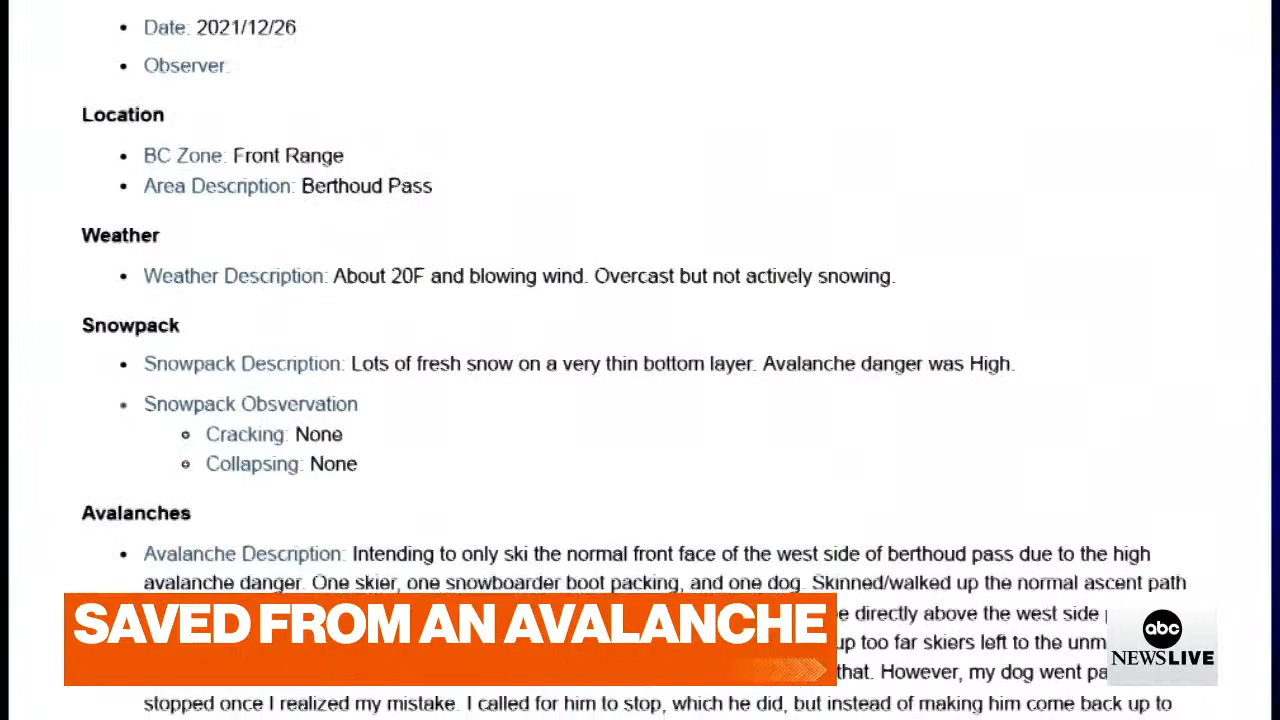 Date: 2021/12/26
Observer:
Location
BC Zone: Front Range
Area Description: Berthoud Pass
Weather
Weather Description: About 20F and blowing wind. Overcast but not actively snowing.
Snowpack
Snowpack Description: Lots of fresh snow on a very thin bottom layer. Avalanche danger was High.
Snowpack Obsvervation
Cracking: None
Collapsing: None
Avalanches
Avalanche Description: Intending to only ski the normal front face of the west side of berthoud pass due to the high
avalanche danger. One skier, one snowboarder boot packing, and one dog. Skinned/walked up the normal ascent path
directly above the west side
up too far skiers left to the
that. However, my dog went
stopped once I realized my mistake. I called for him to stop, which he did, but instead of making him come back up to
SAVED FROM AN AVALANCHE
abc
NEWS LIVE